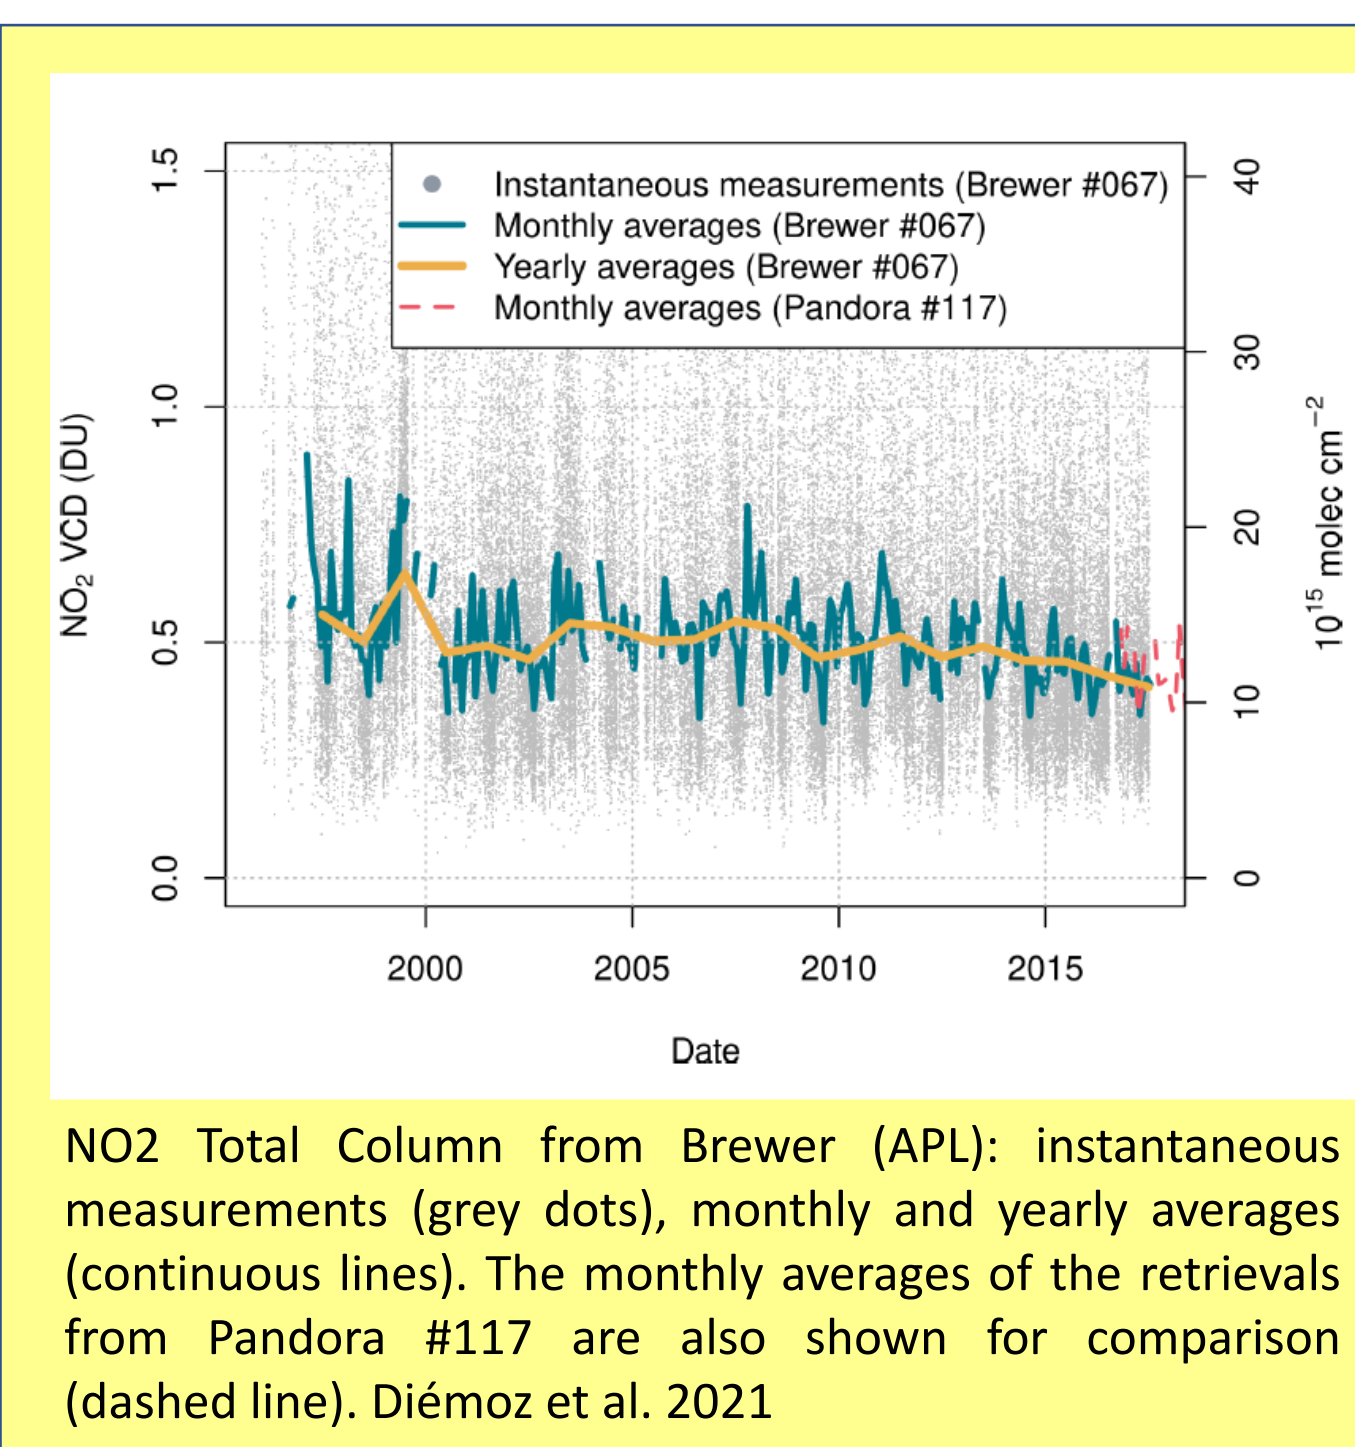 Instantaneous measurements (Brewer #067)
Monthly averages (Brewer #067)
Yearly averages (Brewer #067)
Monthly averages (Pandora #117)
NO₂ VCD (DU)
1.5
1.0
0.5
0.0
40
30
20
10
0
10¹⁵ molec cm⁻²
2000 2005 2010 2015
Date
NO2 Total Column from Brewer (APL): instantaneous
measurements (grey dots), monthly and yearly averages
(continuous lines). The monthly averages of the retrievals
from Pandora #117 are also shown for comparison
(dashed line). Diémoz et al. 2021